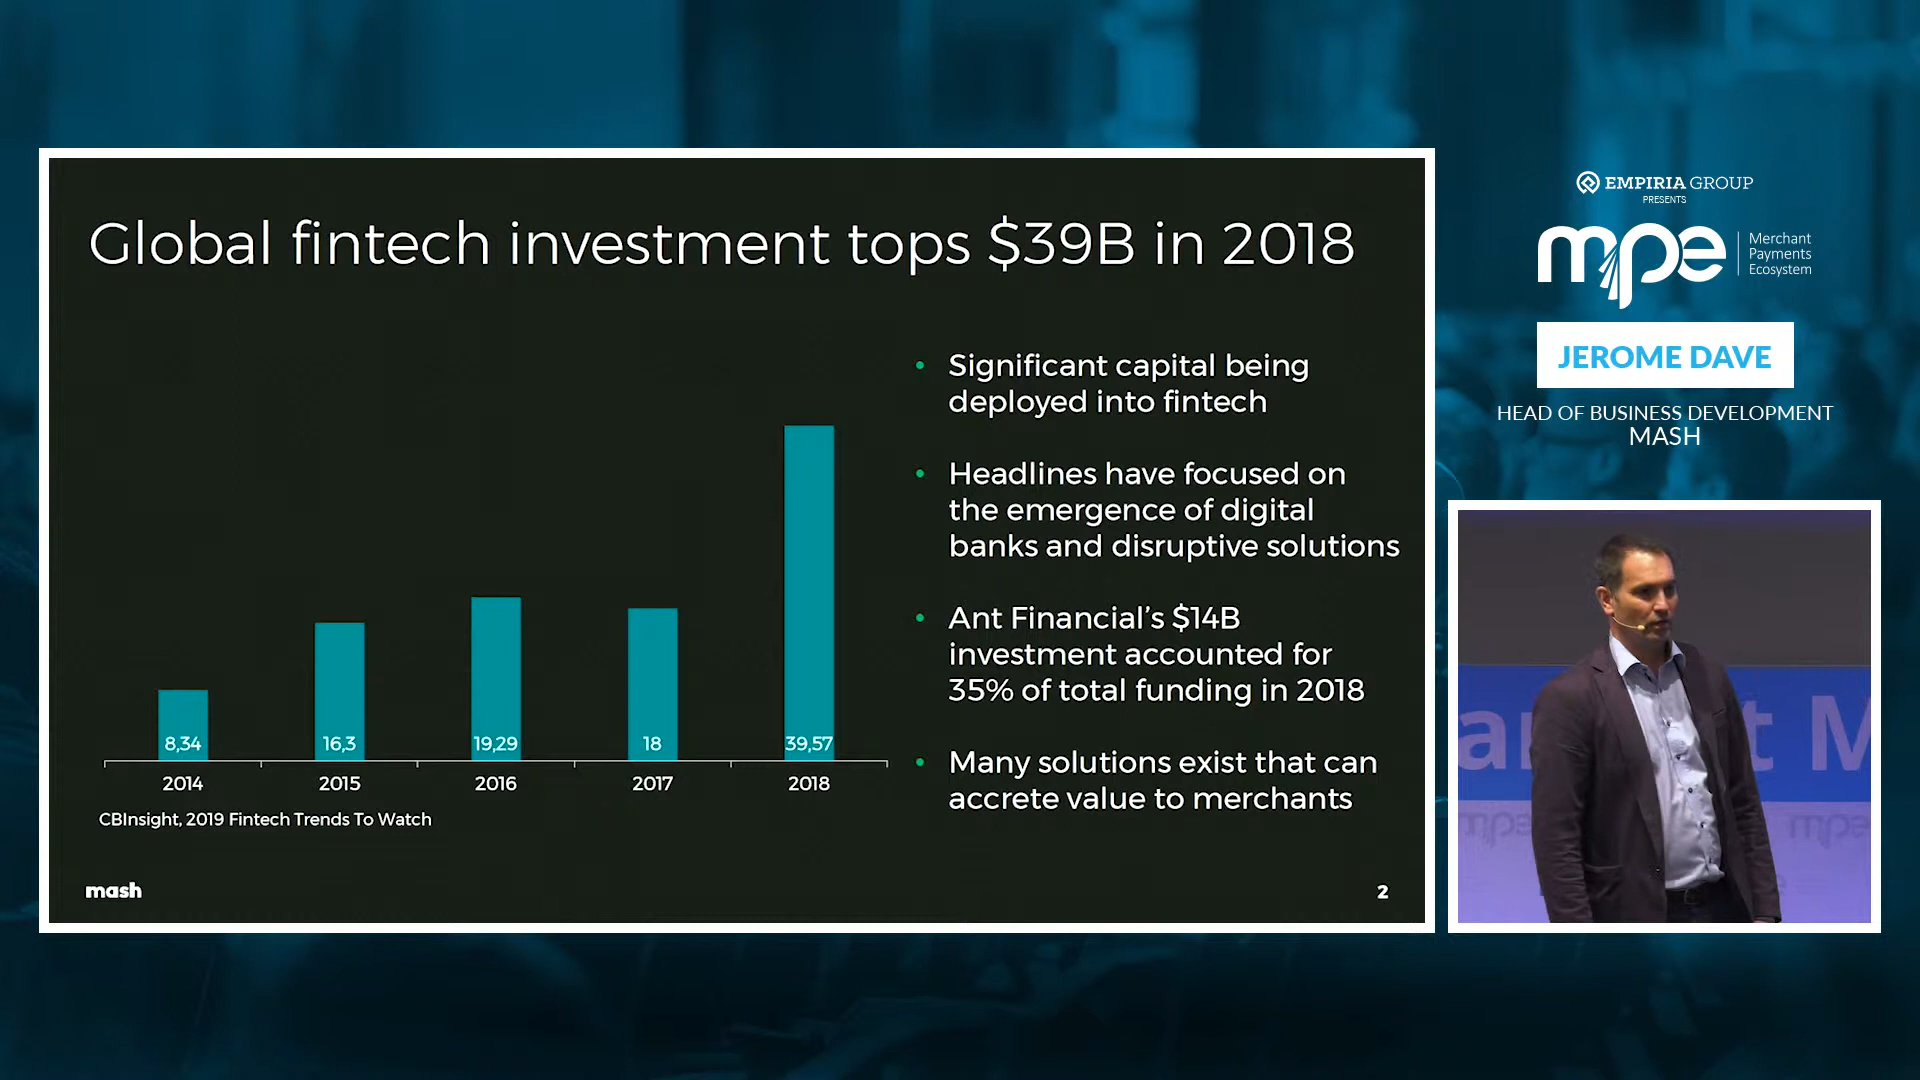 Global fintech investment tops $39B in 2018
• Significant capital being
deployed into fintech
• Headlines have focused on
the emergence of digital
banks and disruptive solutions
• Ant Financial's $14B
investment accounted for
35% of total funding in 2018
• Many solutions exist that can
accrete value to merchants
8,34
16,3
19,29
18
39,57
2014
2015
2016
2017
2018
CBInsight, 2019 Fintech Trends To Watch
mash
2
EMPIRIA GROUP
PRESENTS
mpe
Merchant
Payments
Ecosystem
JEROME DAVE
HEAD OF BUSINESS DEVELOPMENT
MASH
t M
mpe
mpe